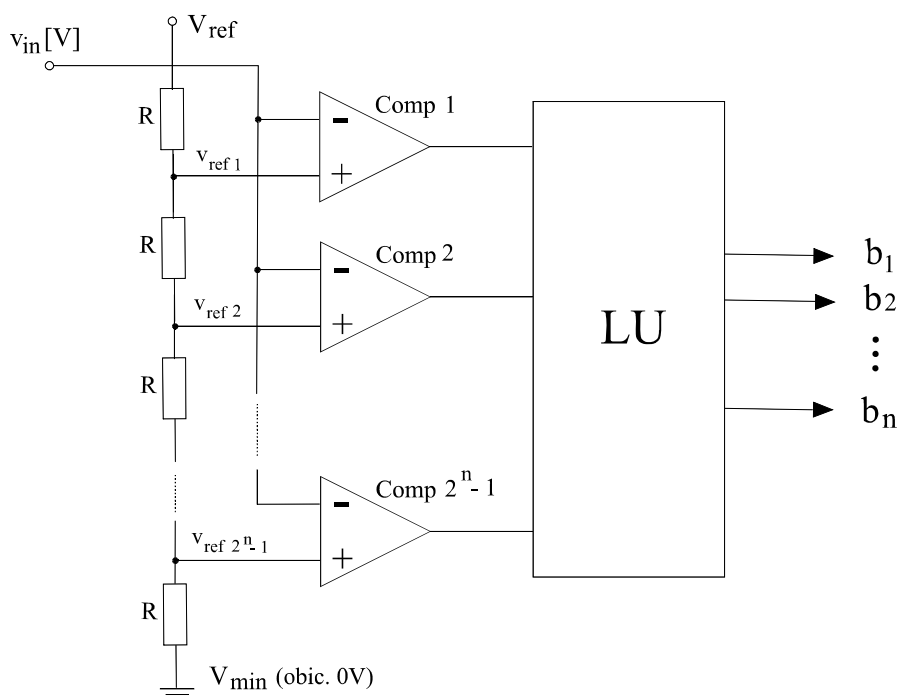 V_ref
v_in [V]
R
Comp 1
-
v_ref 1
+
R
Comp 2
-
b_1
v_ref 2
+
b_2
LU
R
b_n
Comp 2^n-1
-
v_ref 2^n-1
+
R
V_min (obic. 0V)